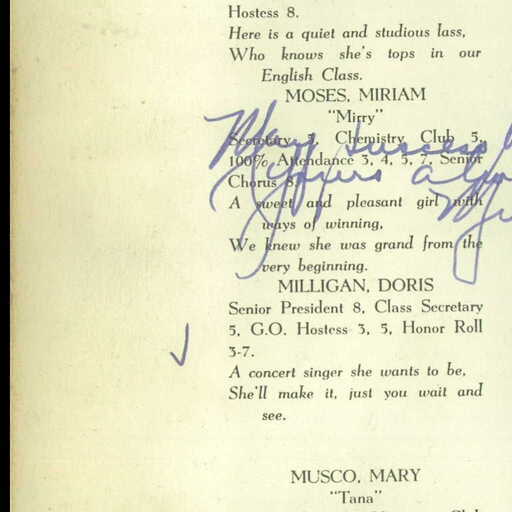 Hostess 8.
Here is a quiet and studious lass,
Who knows she's tops in our
English Class.
MOSES, MIRIAM
"Mirry"
Secretary 3, Chemistry Club 5,
100% Attendance 3, 4, 5, 7, Senior
Chorus 8.
May success
Yours
A sweet and pleasant girl with
ways of winning,
We knew she was grand from the
very beginning.
MILLIGAN, DORIS
Senior President 8, Class Secretary
5, G.O. Hostess 3, 5, Honor Roll
3-7.
A concert singer she wants to be,
She'll make it, just you wait and
see.
MUSCO, MARY
"Tana"